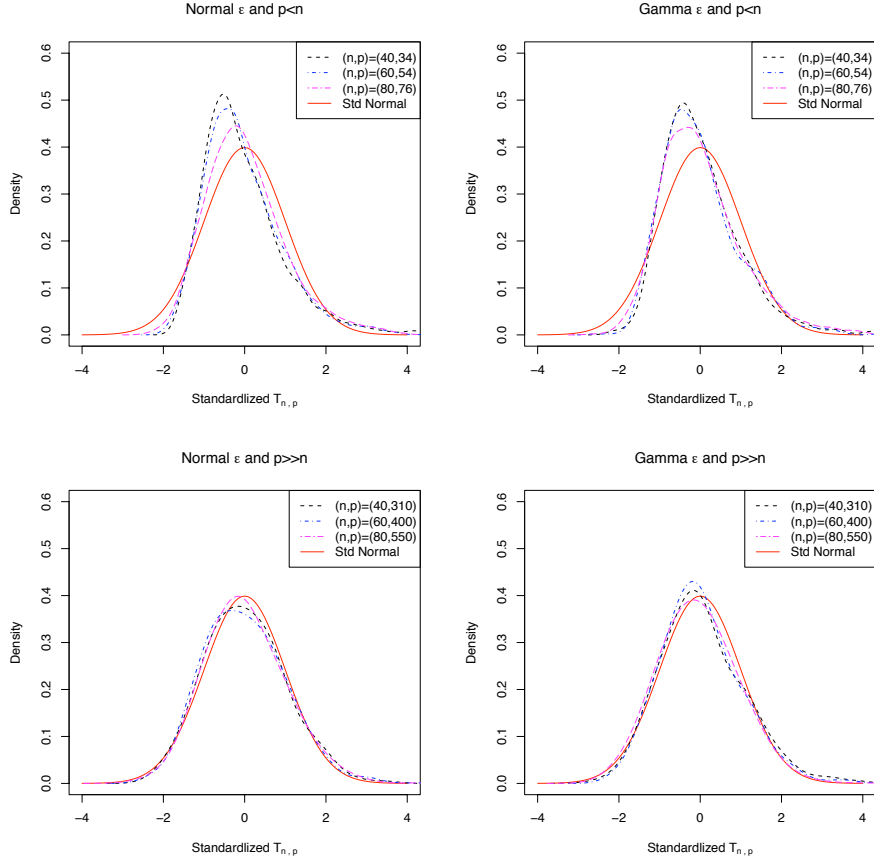 Normal ε and p<n
0.6
0.5
0.4
0.3
0.2
0.1
0.0
Density
(n,p)=(40,34)
(n,p)=(60,54)
(n,p)=(80,76)
Std Normal
−4
−2
0
2
4
Standardlized T n , p
Gamma ε and p<n
0.6
0.5
0.4
0.3
0.2
0.1
0.0
Density
(n,p)=(40,34)
(n,p)=(60,54)
(n,p)=(80,76)
Std Normal
−4
−2
0
2
4
Standardlized T n , p
Normal ε and p>>n
0.6
0.5
0.4
0.3
0.2
0.1
0.0
Density
(n,p)=(40,310)
(n,p)=(60,400)
(n,p)=(80,550)
Std Normal
−4
−2
0
2
4
Standardlized T n , p
Gamma ε and p>>n
0.6
0.5
0.4
0.3
0.2
0.1
0.0
Density
(n,p)=(40,310)
(n,p)=(60,400)
(n,p)=(80,550)
Std Normal
−4
−2
0
2
4
Standardlized T n , p